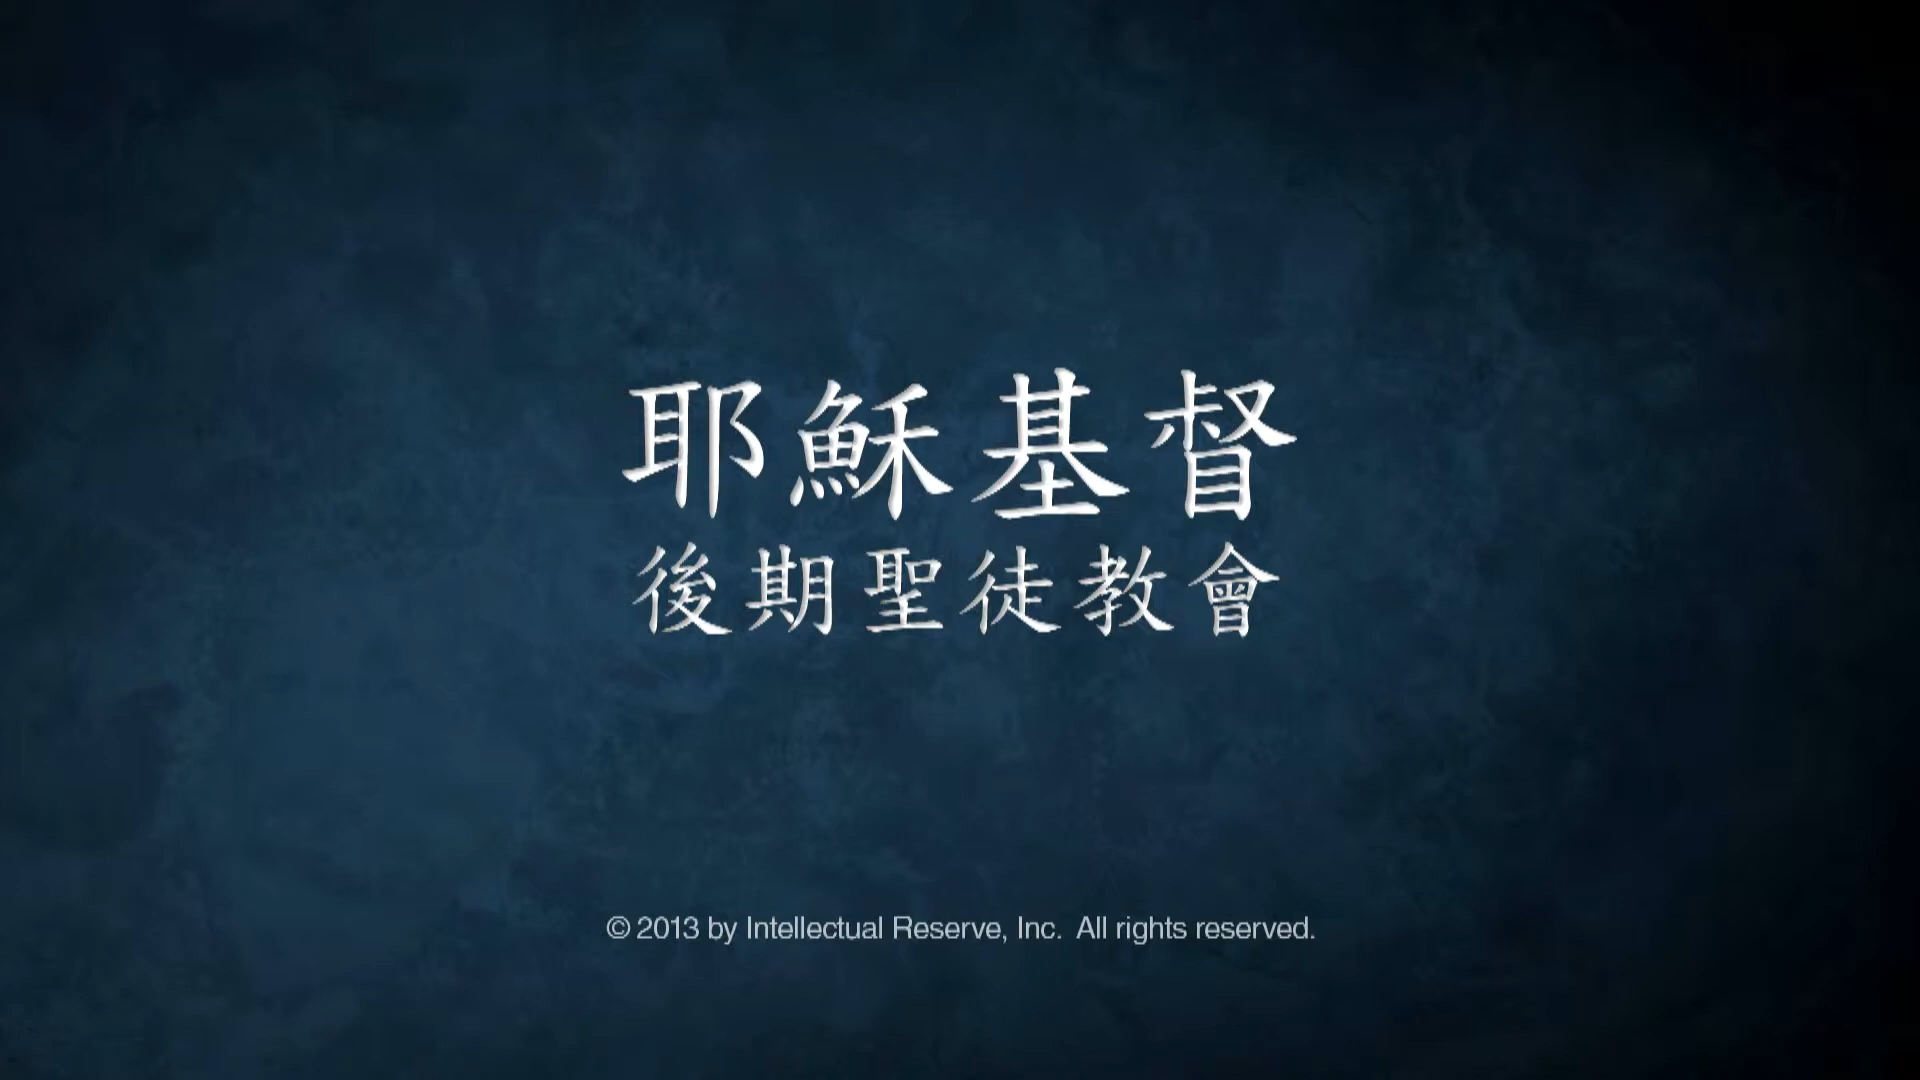 耶穌基督
後期聖徒教會
© 2013 by Intellectual Reserve, Inc. All rights reserved.